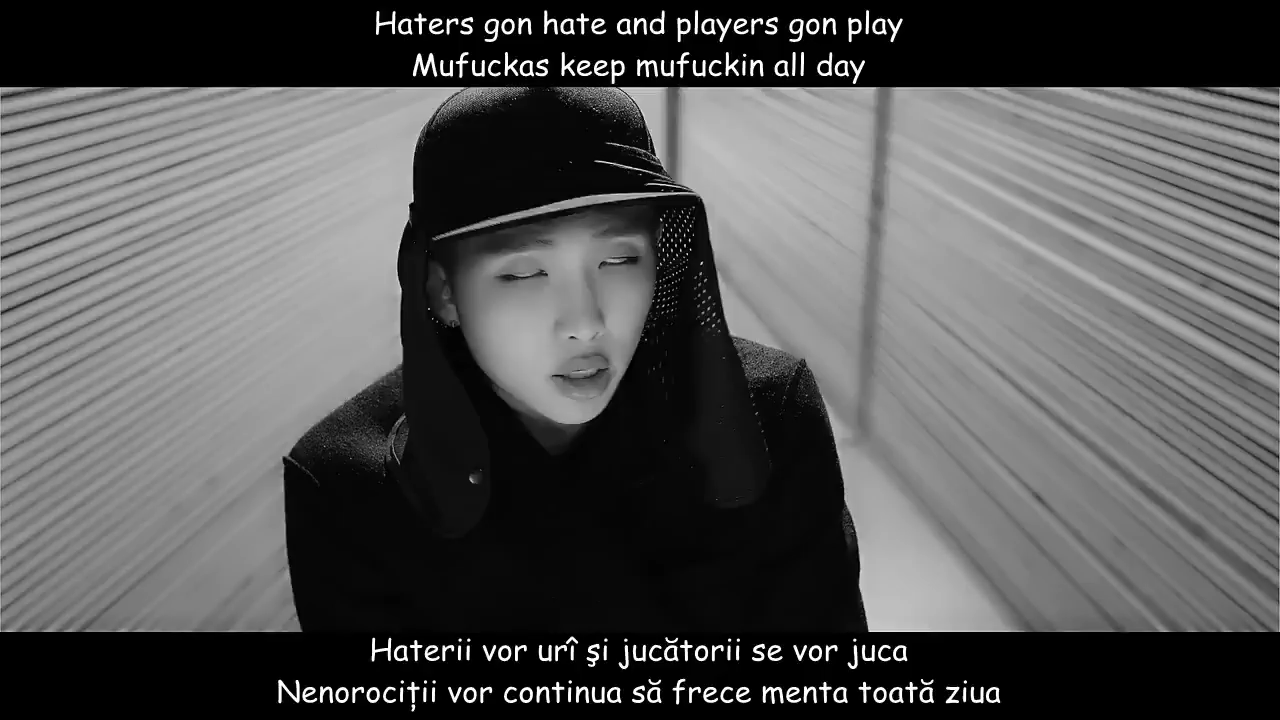 Haters gon hate and players gon play
Mufuckas keep mufuckin all day
Haterii vor urî şi jucătorii se vor juca
Nenorociții vor continua să frece menta toată ziua